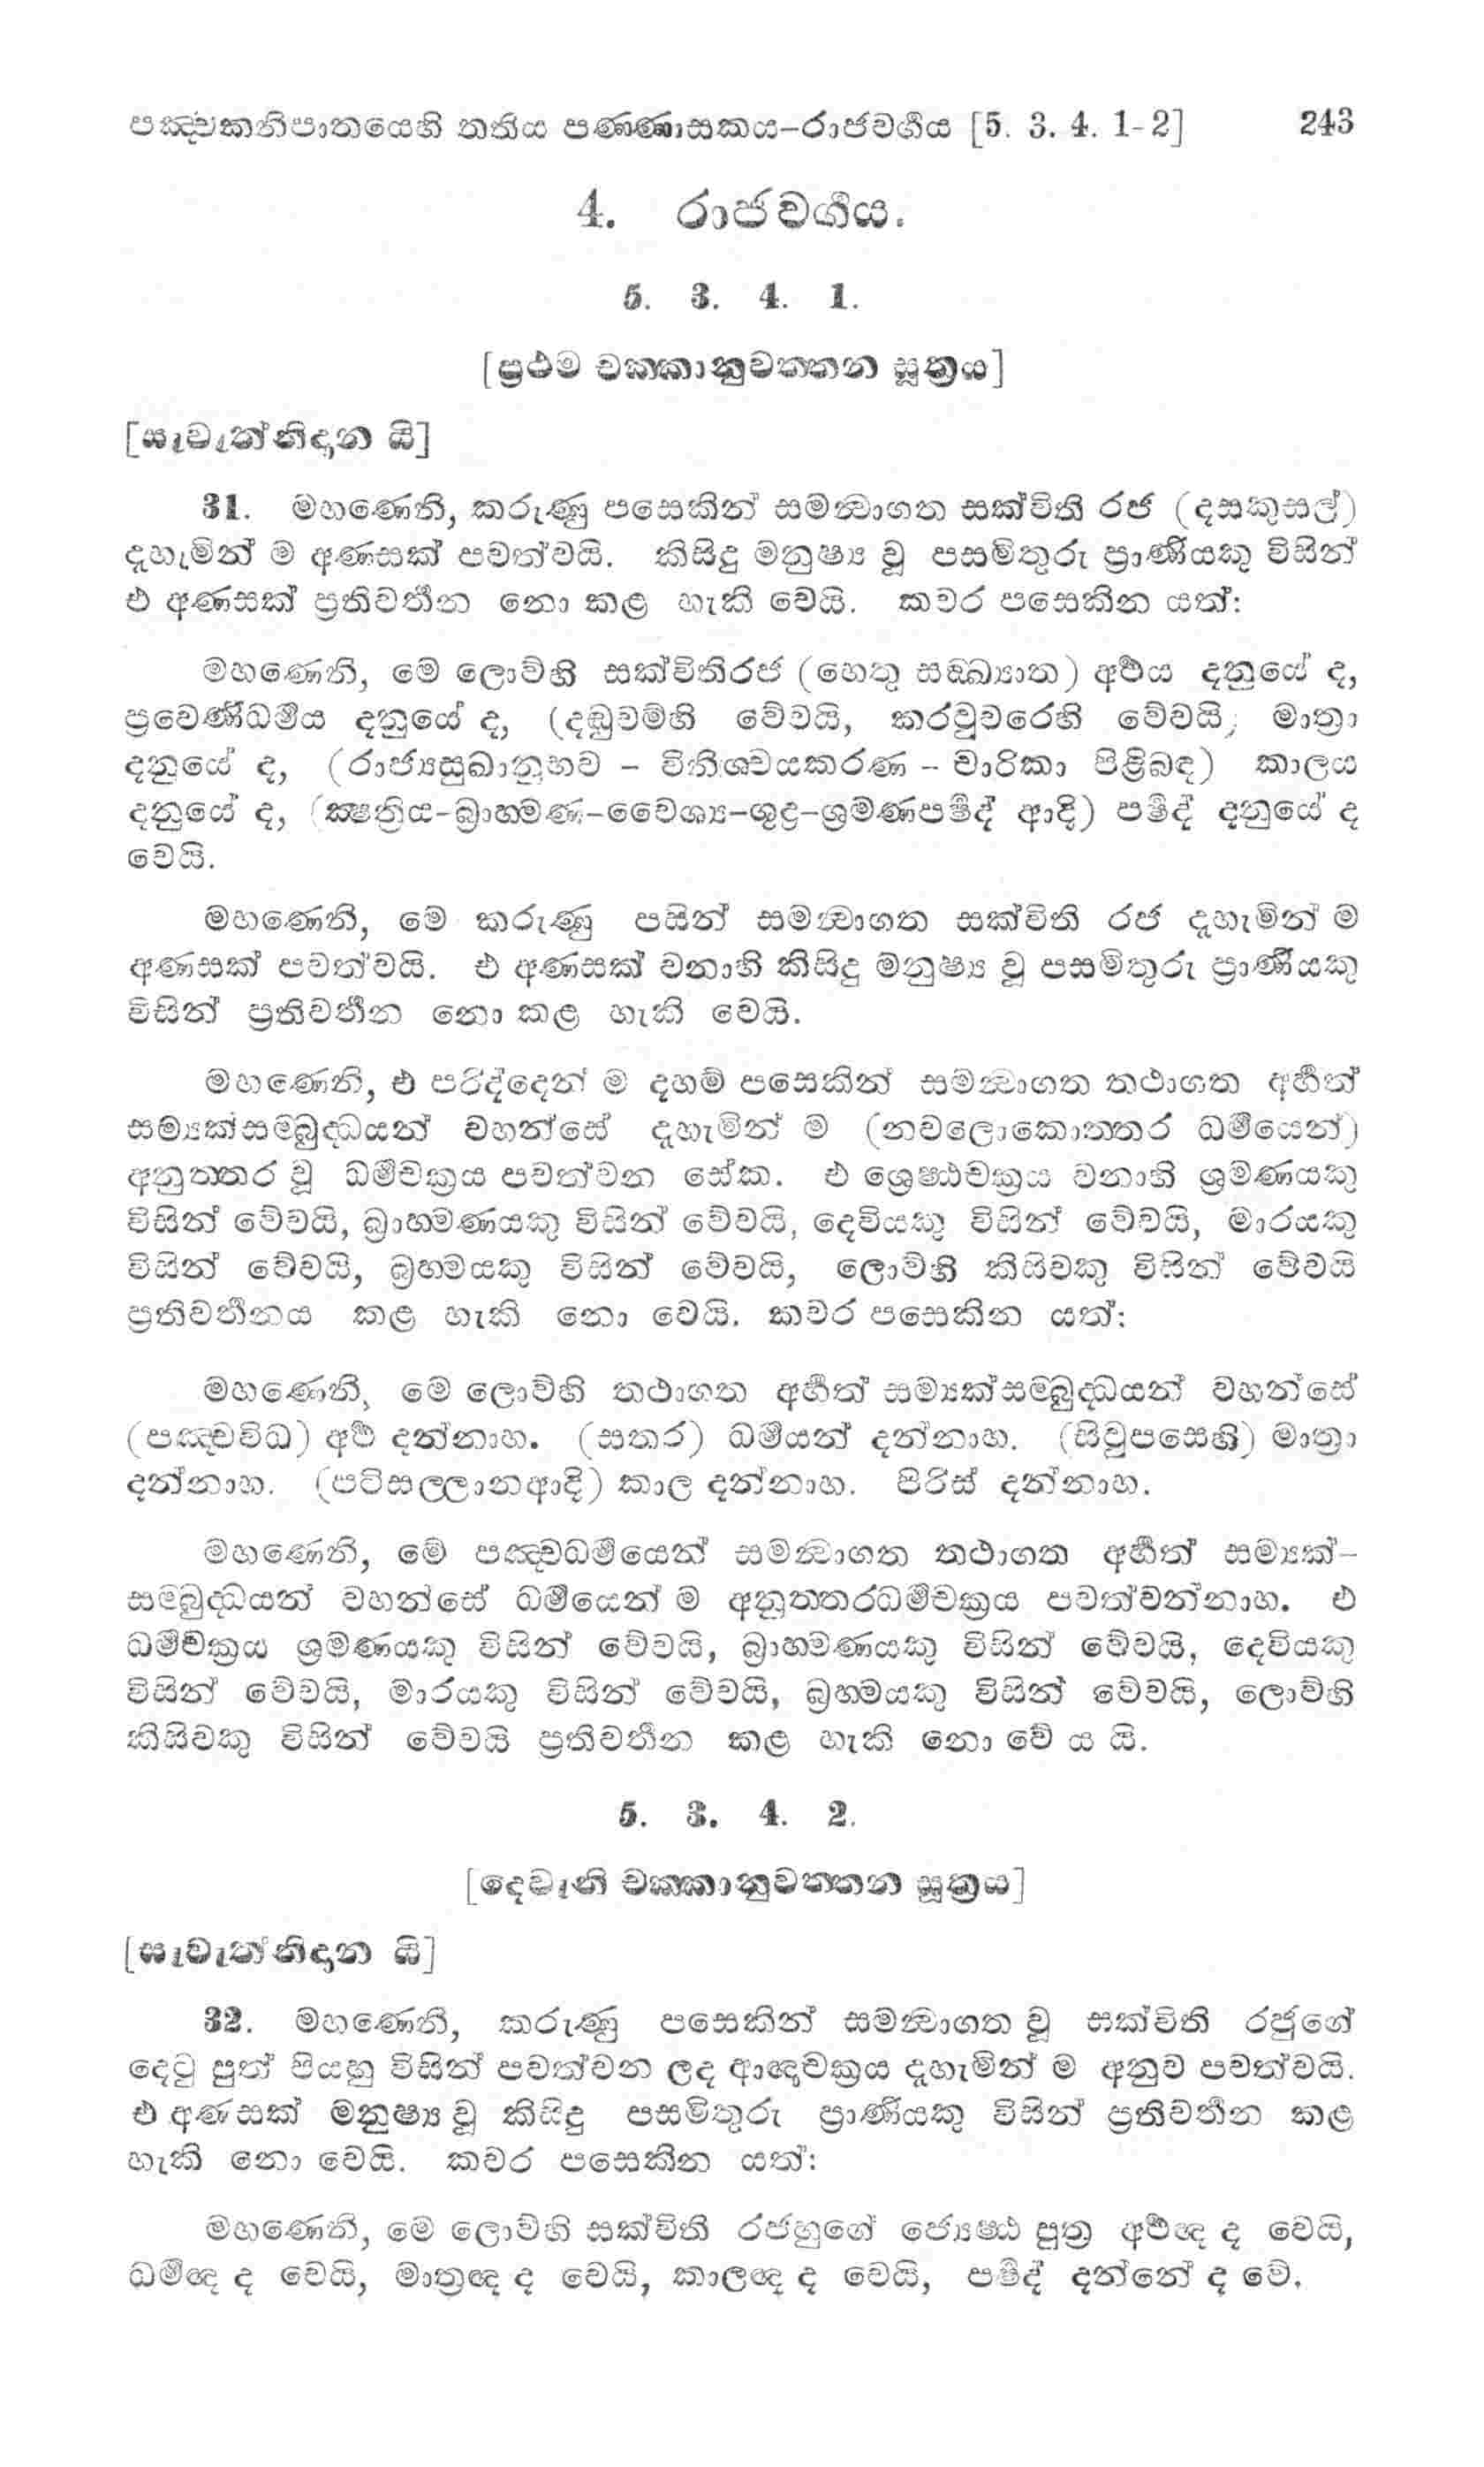 පඤ්චකනිපාතයෙහි තතිය පණ්ණාසකය–රාජවර්‍ගය [5. 3. 4. 1-2] 243
4. රාජවර්‍ගය.
5. 3. 4. 1.
[ප්‍රථම චක්කානුවත්තන සූත්‍රය]
[සැවැත්නිදාන යි]
31. මහණෙනි, කරුණු පසෙකින් සමන්‍වාගත සක්විති රජ (දසකුසල්)
දැහැමින් ම අණසක් පවත්වයි. කිසිදු මනුෂ්‍ය වූ පසමිතුරු ප්‍රාණියකු විසින්
එ අණසක් ප්‍රතිවර්‍තන නො කළ හැකි වෙයි. කවර පසෙකින යත්:
මහණෙනි, මේ ලොව්හි සක්විතිරජ (හෙතු සඞ්ඛ්‍යාත) අර්‍ථය දනුයේ ද,
ප්‍රවෙණිධර්‍මය දනුයේ ද, (දඬුවම්හි වේවයි, කරවූවරෙහි වේවයි, මාත්‍රා
දනුයේ ද, (රාජ්‍යසුඛානුභව – විනිශ්චයකරණ – චාරිකා පිළිබඳ) කාලය
දනුයේ ද, (ක්‍ෂත්‍රිය–බ්‍රාහ්මණ–වෛශ්‍ය–ශුද්‍ර–ශ්‍රමණපර්‍ෂද් ආදි) පර්‍ෂද් දනුයේ ද
වෙයි.
මහණෙනි, මේ කරුණු පසින් සමන්‍වාගත සක්විති රජ දැහැමින් ම
අණසක් පවත්වයි. එ අණසක් වනාහි කිසිදු මනුෂ්‍ය වූ පසමිතුරු ප්‍රාණියකු
විසින් ප්‍රතිවර්‍තන නො කළ හැකි වෙයි.
මහණෙනි, එ පරිද්දෙන් ම දහම් පසෙකින් සමන්‍වාගත තථාගත අර්‍හත්
සම්‍යක්සම්බුද්ධයන් වහන්සේ දැහැමින් ම (නවලොකොත්තර ධර්‍මයෙන්)
අනුත්තර වූ ධර්‍මචක්‍රය පවත්වන සේක. එ ශ්‍රෙෂ්ඨචක්‍රය වනාහි ශ්‍රමණයකු
විසින් වේවයි, බ්‍රාහ්මණයකු විසින් වේවයි, දෙවියකු විසින් වේවයි, මාරයකු
විසින් වේවයි, බ්‍රහ්මයකු විසින් වේවයි, ලොව්හි කිසිවකු විසින් වේවයි
ප්‍රතිවර්‍තනය කළ හැකි නො වෙයි. කවර පසෙකින යත්:
මහණෙනි, මෙ ලොව්හි තථාගත අර්‍හත් සම්‍යක්සම්බුද්ධයන් වහන්සේ
(පඤ්චවිධ) අර්‍ථ දන්නාහ. (සතර) ධර්‍මයන් දන්නාහ. (සිවුපසෙහි) මාත්‍රා
දන්නාහ. (පටිසල්ලානආදි) කාල දන්නාහ. පිරිස් දන්නාහ.
මහණෙනි, මේ පඤ්චධර්‍මයෙන් සමන්‍වාගත තථාගත අර්‍හත් සම්‍යක්–
සම්බුද්ධයන් වහන්සේ ධර්‍මයෙන් ම අනුත්තරධර්‍මචක්‍රය පවත්වන්නාහ. එ
ධර්‍මචක්‍රය ශ්‍රමණයකු විසින් වේවයි, බ්‍රාහ්මණයකු විසින් වේවයි, දෙවියකු
විසින් වේවයි, මාරයකු විසින් වේවයි, බ්‍රහ්මයකු විසින් වේවයි, ලොව්හි
කිසිවකු විසින් වේවයි ප්‍රතිවර්‍තන කළ හැකි නො වේ ය යි.
5. 3. 4. 2.
[දෙවැනි චක්කානුවත්තන සූත්‍රය]
[සැවැත්නිදාන යි]
32. මහණෙනි, කරුණු පසෙකින් සමන්‍වාගත වූ සක්විති රජුගේ
දෙටු පුත් පියහු විසින් පවත්වන ලද ආඥාචක්‍රය දැහැමින් ම අනුව පවත්වයි.
එ අණසක් මනුෂ්‍ය වූ කිසිදු පසමිතුරු ප්‍රාණියකු විසින් ප්‍රතිවර්‍තන කළ
හැකි නො වෙයි. කවර පසෙකින යත්:
මහණෙනි, මෙ ලොව්හි සක්විති රජහුගේ ජ්‍යෙෂ්ඨ පුත්‍ර අර්‍ථඥ ද වෙයි,
ධර්‍මඥ ද වෙයි, මාත්‍රඥ ද වෙයි, කාලඥ ද වෙයි, පර්‍ෂද් දන්නේ ද වේ.